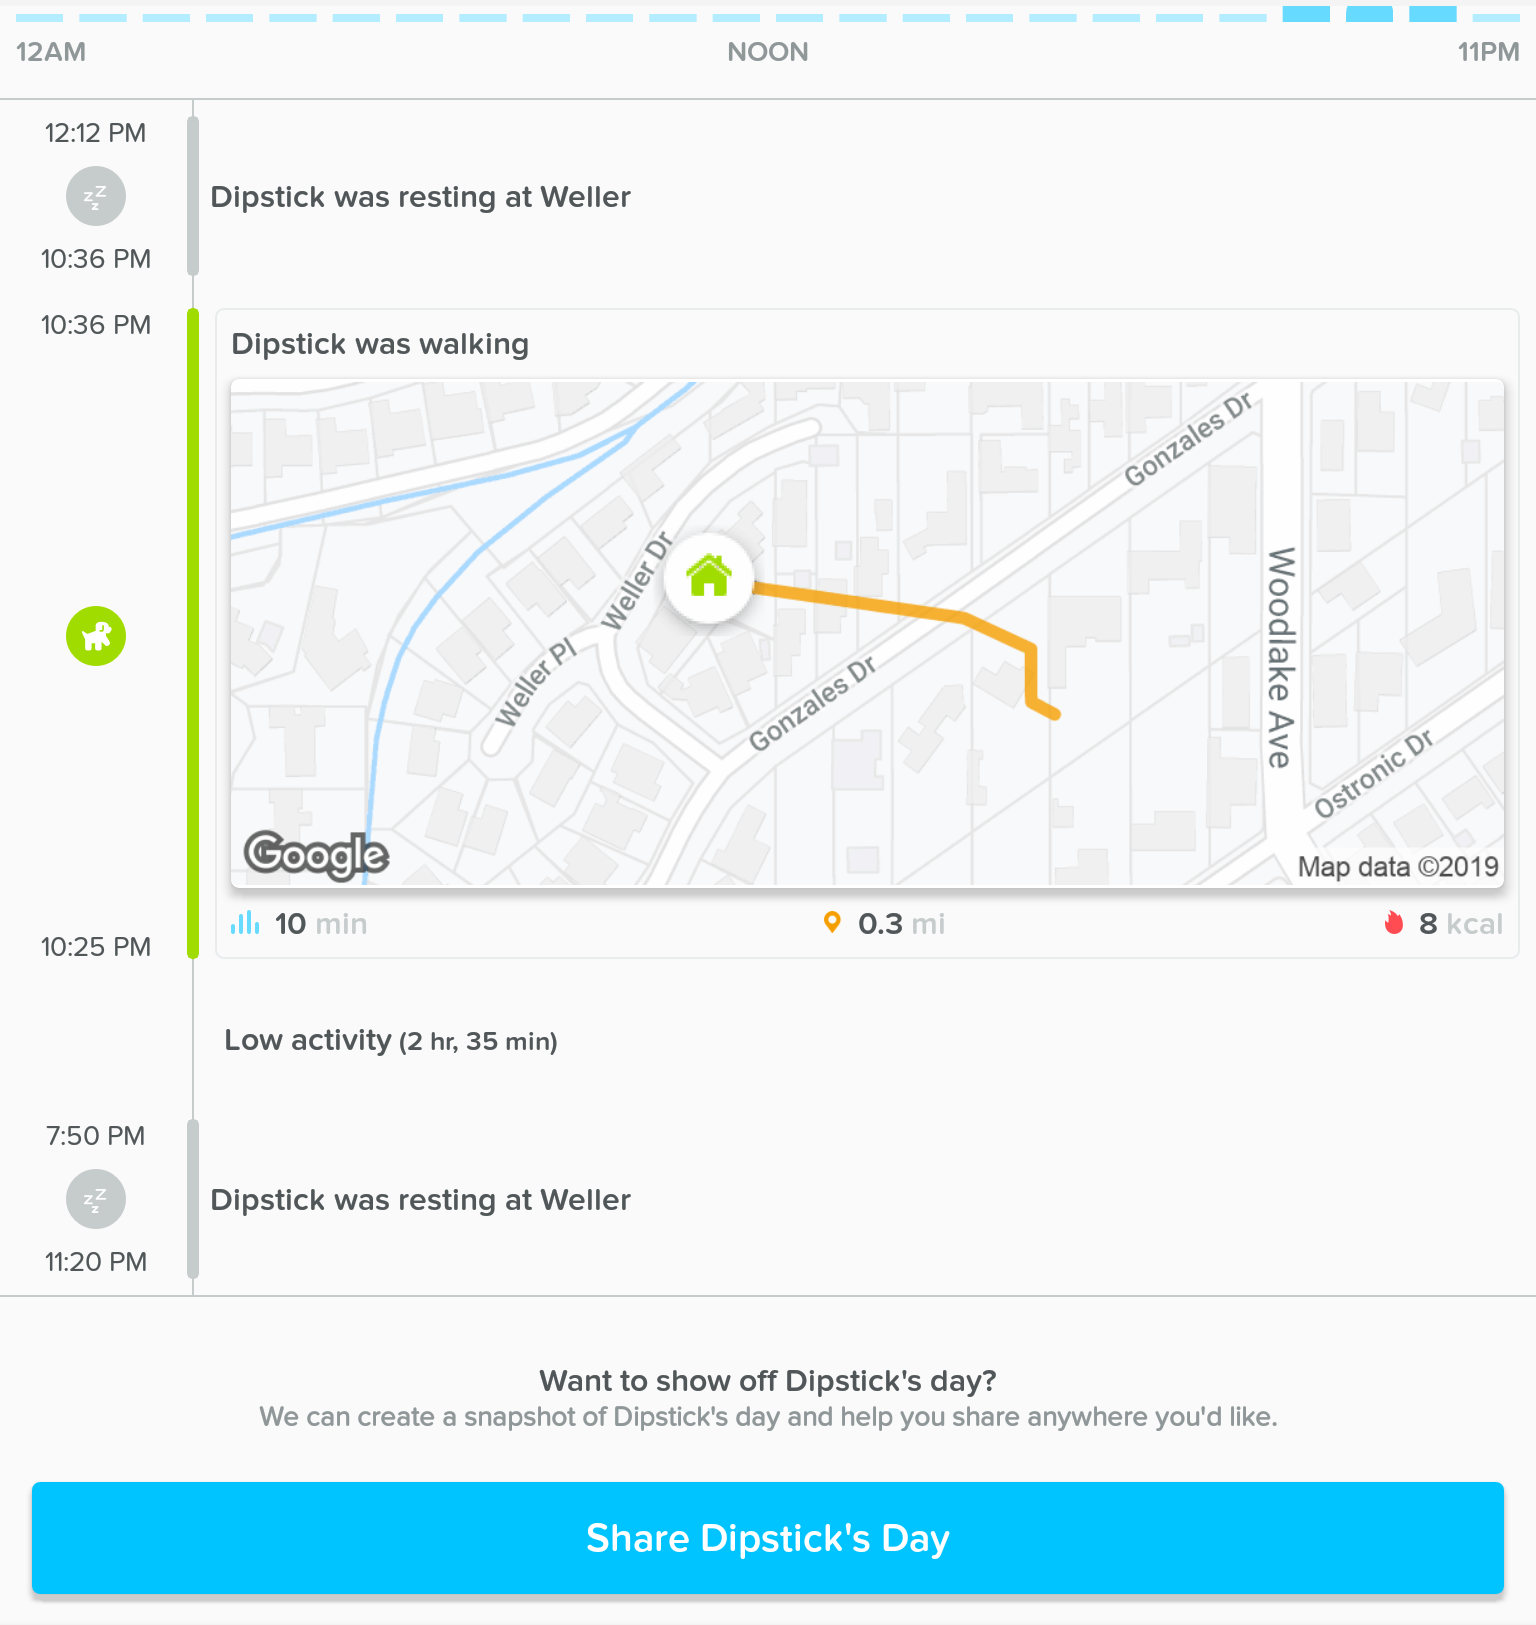 12AM NOON 11PM
12:12 PM
zZz
Dipstick was resting at Weller
10:36 PM
10:36 PM
Dipstick was walking
Gonzales Dr
Weller Dr
Woodlake Ave
Weller Pl
Gonzales Dr
Ostronic Dr
Google
Map data ©2019
10 min 0.3 mi 8 kcal
10:25 PM
Low activity (2 hr, 35 min)
7:50 PM
zZz
Dipstick was resting at Weller
11:20 PM
Want to show off Dipstick's day?
We can create a snapshot of Dipstick's day and help you share anywhere you'd like.
Share Dipstick's Day